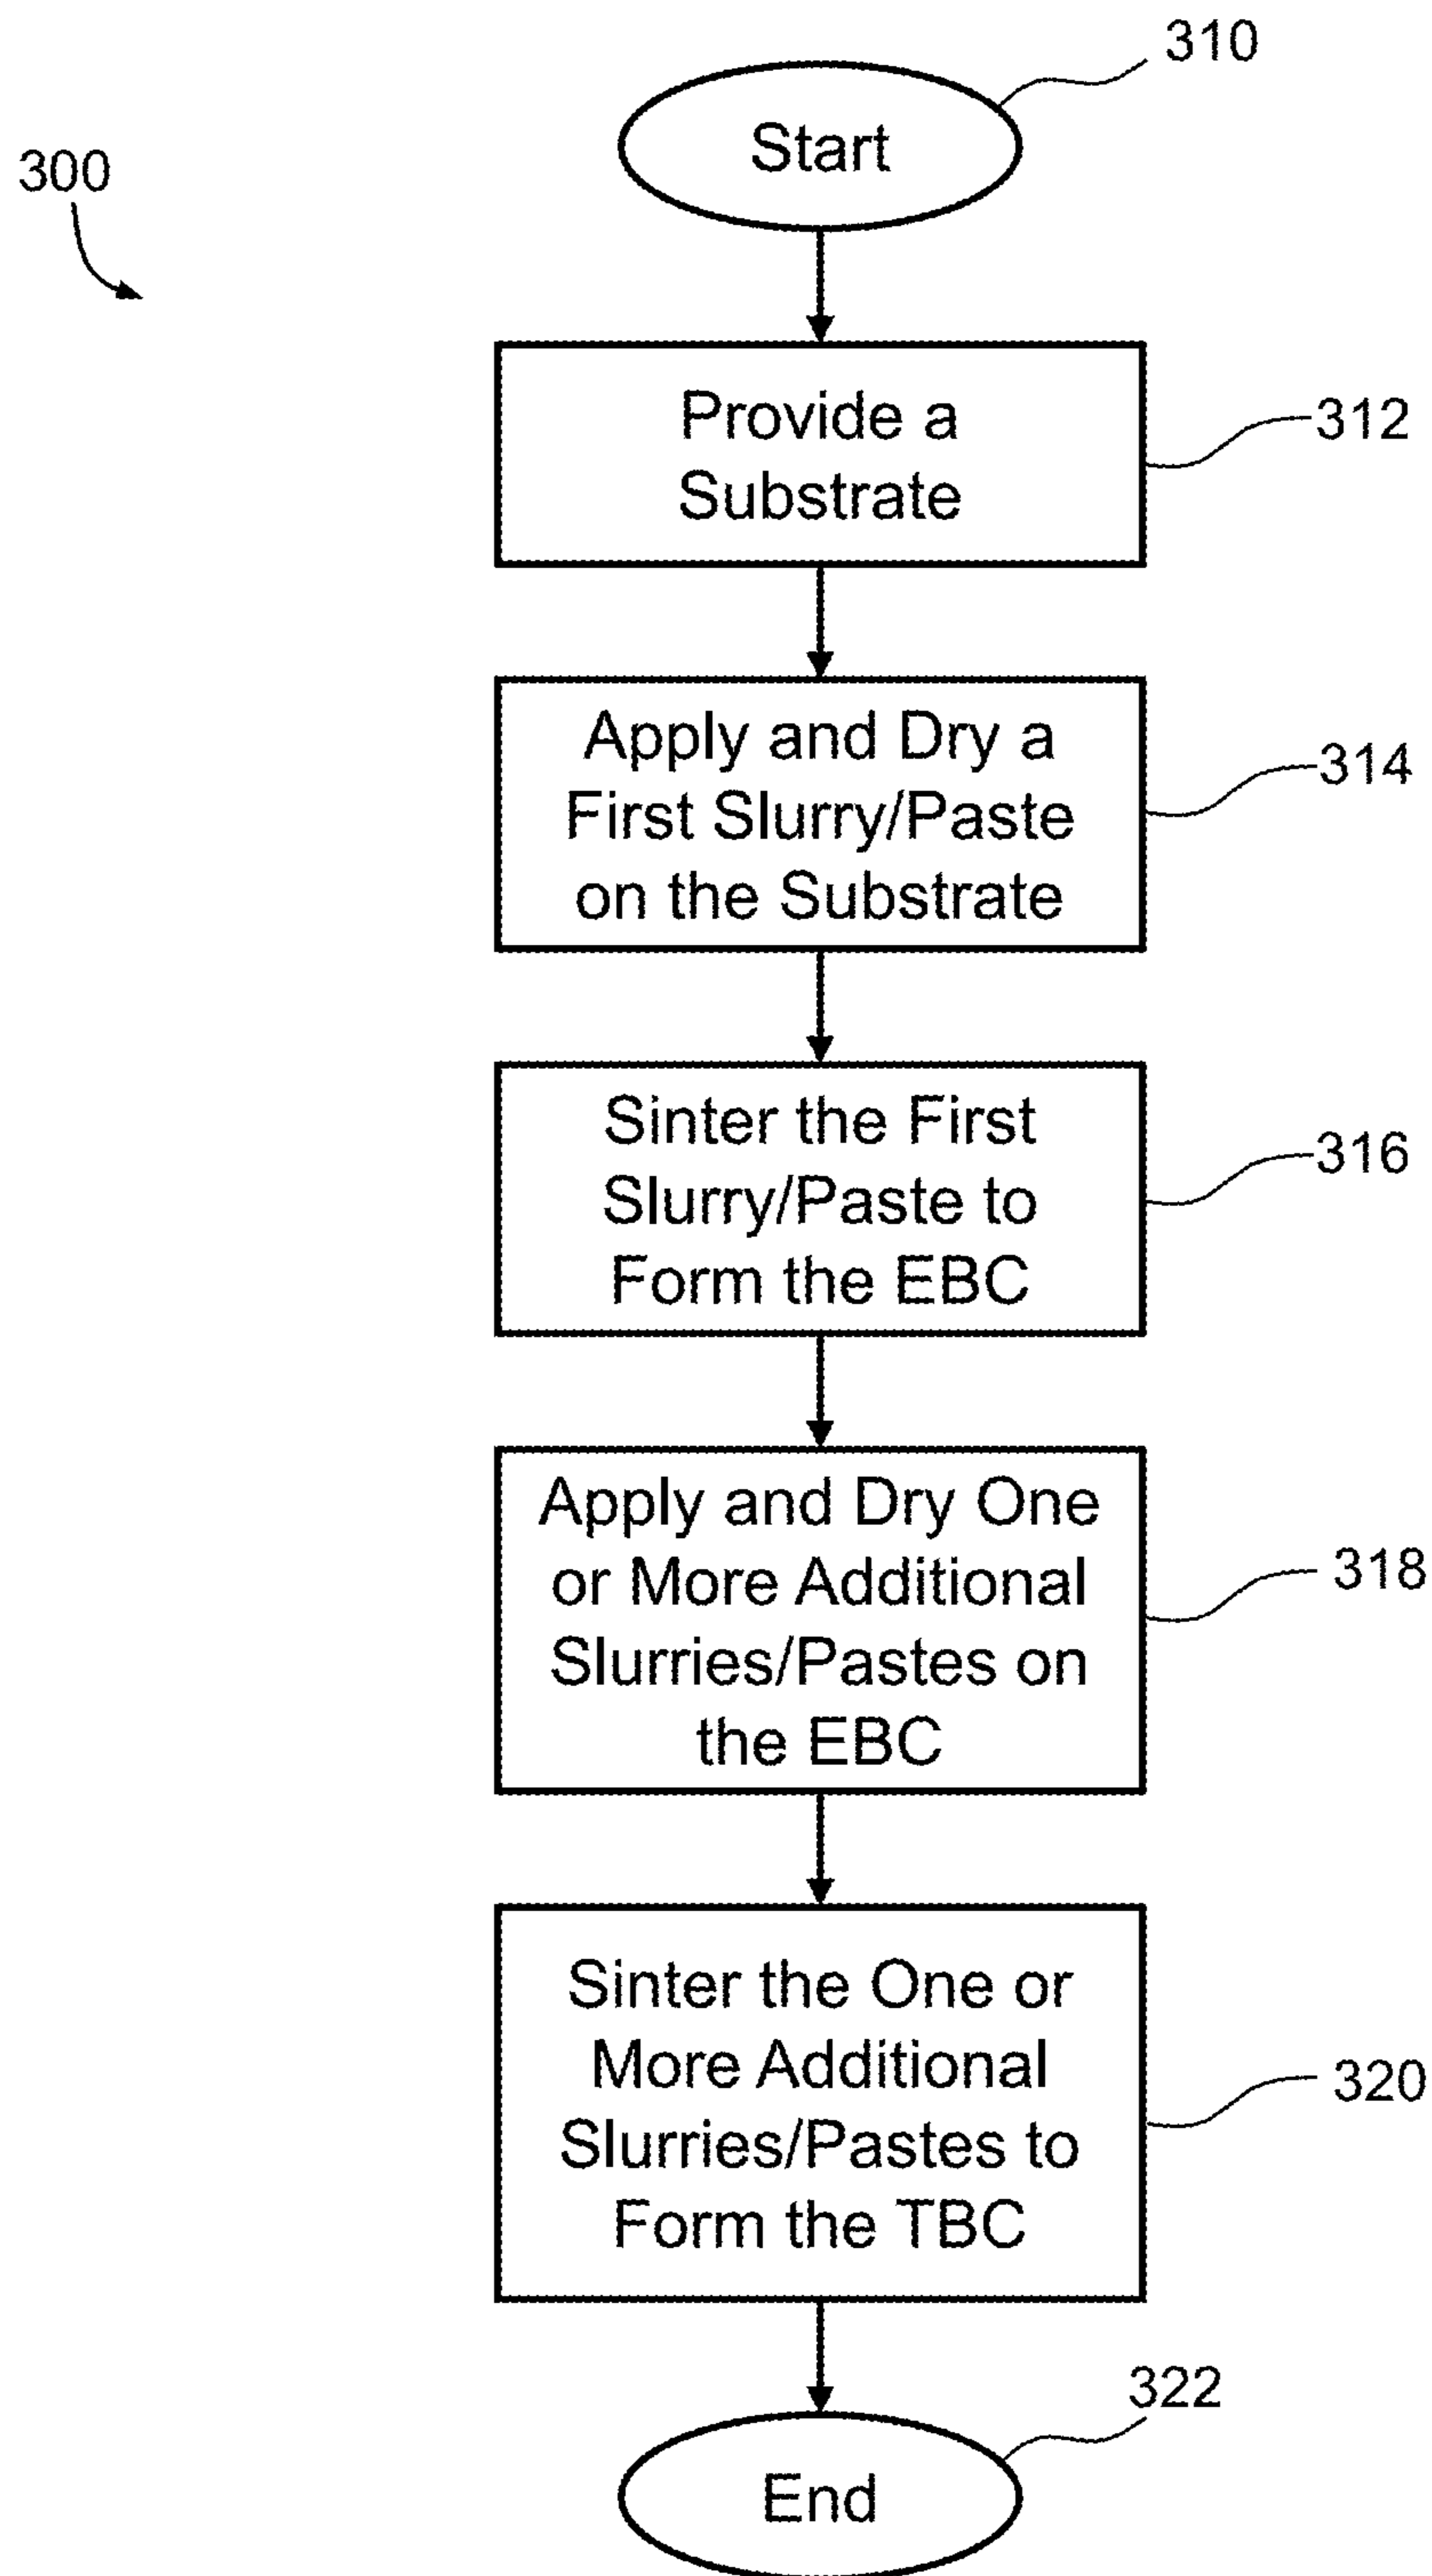 310
Start
300
Provide a
Substrate
312
Apply and Dry a
First Slurry/Paste
on the Substrate
314
Sinter the First
Slurry/Paste to
Form the EBC
316
Apply and Dry One
or More Additional
Slurries/Pastes on
the EBC
318
Sinter the One or
More Additional
Slurries/Pastes to
Form the TBC
320
322
End